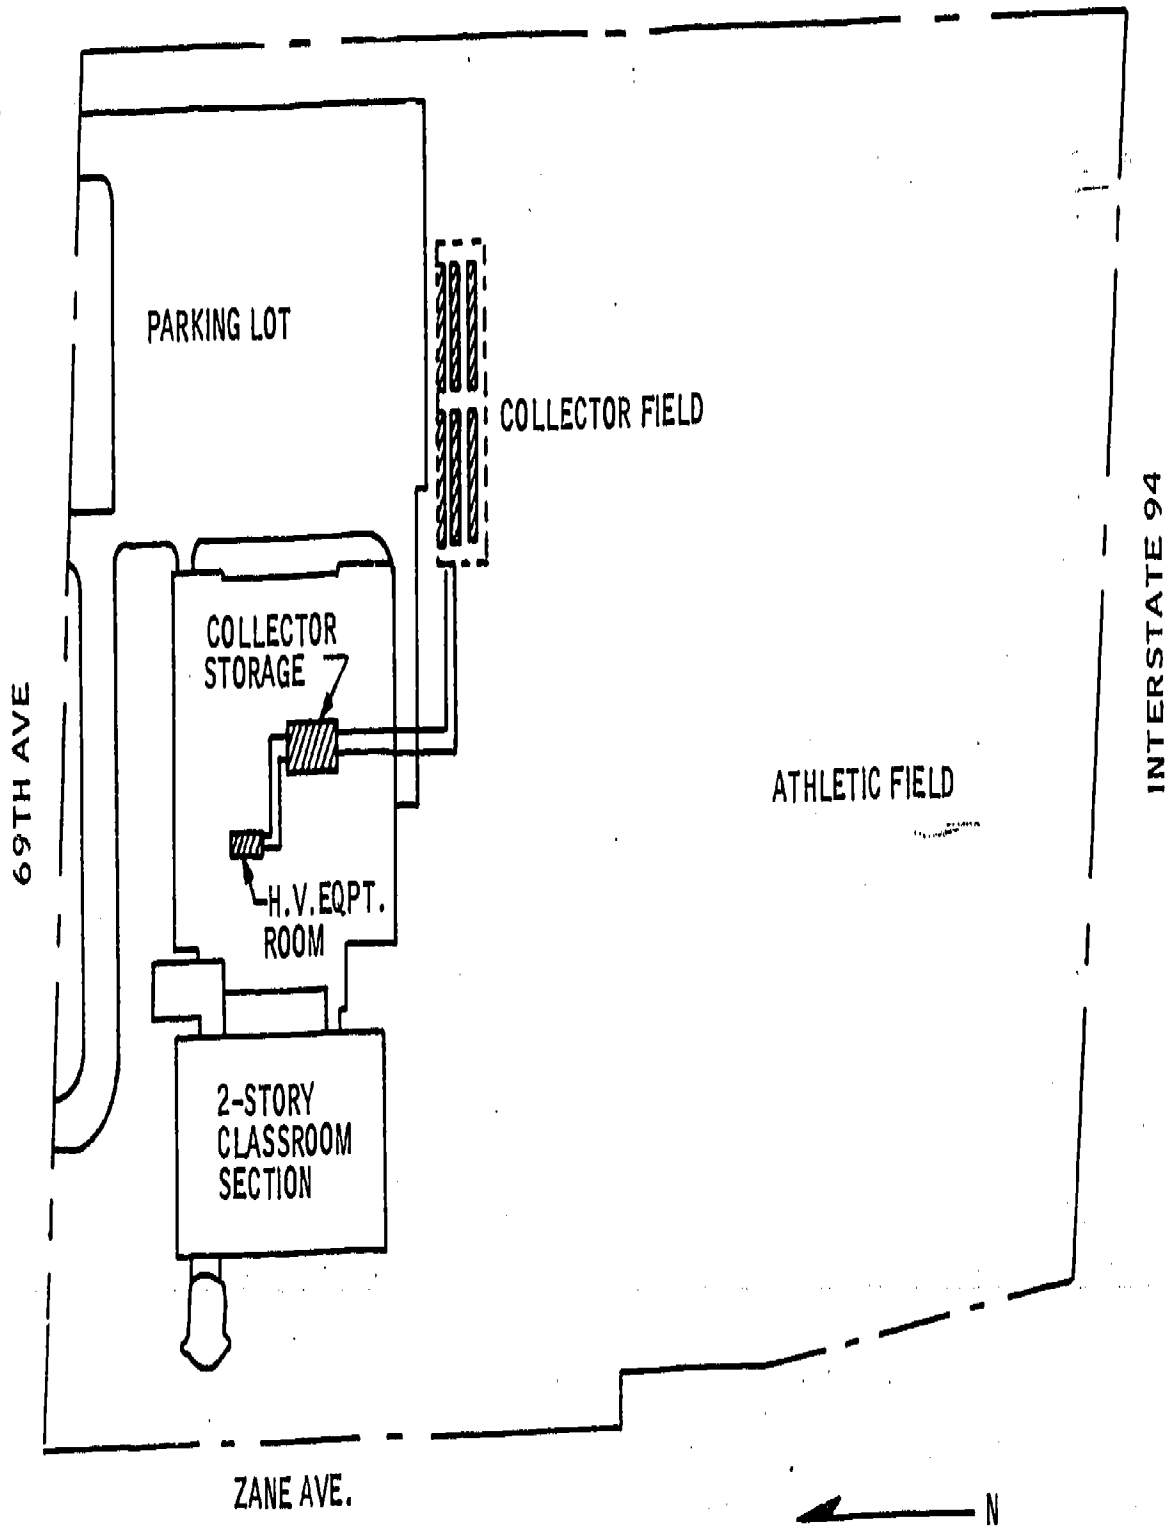 PARKING LOT
COLLECTOR FIELD
COLLECTOR
STORAGE
69TH AVE
INTERSTATE 94
ATHLETIC FIELD
H.V.EQPT.
ROOM
2-STORY
CLASSROOM
SECTION
ZANE AVE.
N